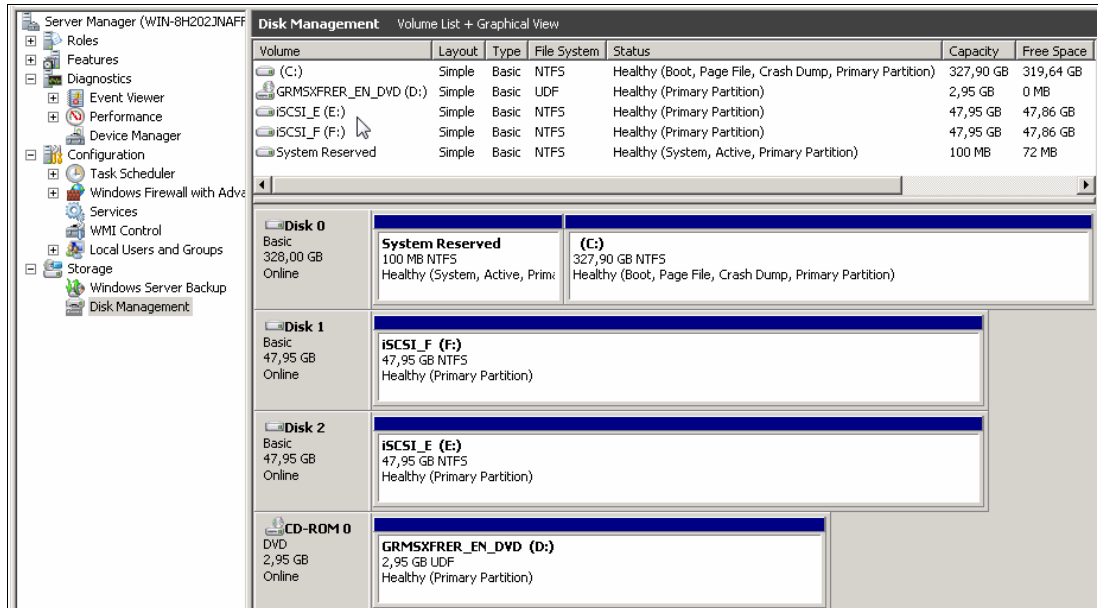 Server Manager (WIN-8H202JNAFF
Roles
Features
Diagnostics
Event Viewer
Performance
Device Manager
Configuration
Task Scheduler
Windows Firewall with Adva
Services
WMI Control
Local Users and Groups
Storage
Windows Server Backup
Disk Management
Disk Management Volume List + Graphical View
Volume Layout Type File System Status Capacity Free Space
(C:) Simple Basic NTFS Healthy (Boot, Page File, Crash Dump, Primary Partition) 327,90 GB 319,64 GB
GRMSXFRER_EN_DVD (D:) Simple Basic UDF Healthy (Primary Partition) 2,95 GB 0 MB
iSCSI_E (E:) Simple Basic NTFS Healthy (Primary Partition) 47,95 GB 47,86 GB
iSCSI_F (F:) Simple Basic NTFS Healthy (Primary Partition) 47,95 GB 47,86 GB
System Reserved Simple Basic NTFS Healthy (System, Active, Primary Partition) 100 MB 72 MB
Disk 0
Basic
328,00 GB
Online
System Reserved
100 MB NTFS
Healthy (System, Active, Prima
(C:)
327,90 GB NTFS
Healthy (Boot, Page File, Crash Dump, Primary Partition)
Disk 1
Basic
47,95 GB
Online
iSCSI_F (F:)
47,95 GB NTFS
Healthy (Primary Partition)
Disk 2
Basic
47,95 GB
Online
iSCSI_E (E:)
47,95 GB NTFS
Healthy (Primary Partition)
CD-ROM 0
DVD
2,95 GB
Online
GRMSXFRER_EN_DVD (D:)
2,95 GB UDF
Healthy (Primary Partition)